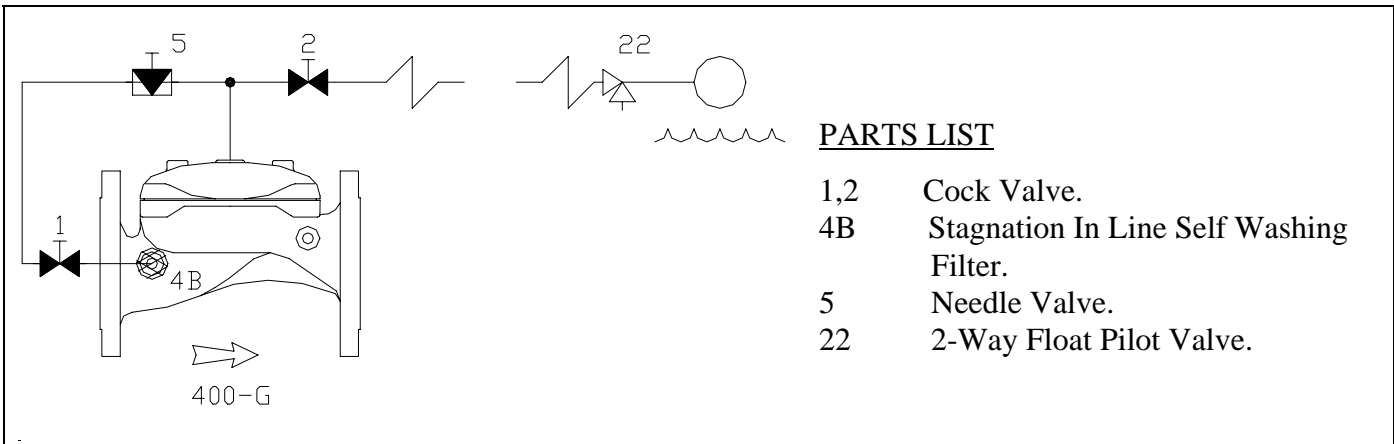 5 2 22
PARTS LIST
1,2 Cock Valve.
1
4B Stagnation In Line Self Washing
Filter.
4B
5 Needle Valve.
22 2-Way Float Pilot Valve.
400-G